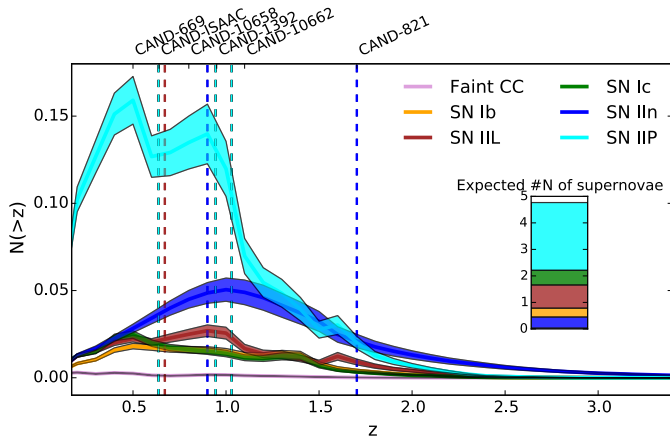 CAND-669
CAND-ISAAC
CAND-10658
CAND-1392
CAND-10662
CAND-821
Faint CC
SN Ib
SN IIL
SN Ic
SN IIn
SN IIP
Expected #N of supernovae
5
4
3
2
1
0
N(>z)
0.15
0.10
0.05
0.00
0.5
1.0
1.5
2.0
2.5
3.0
z